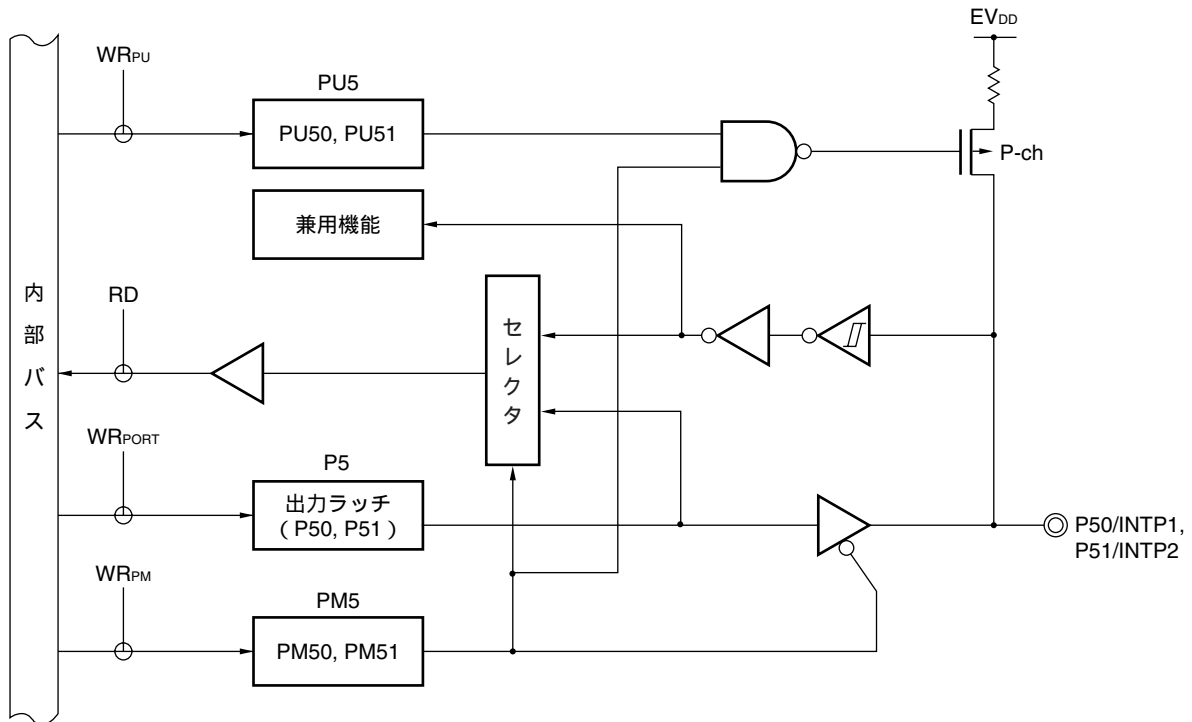 EVDD
WRPU
PU5
PU50, PU51
P-ch
兼用機能
内部バス
RD
セレクタ
WRPORT
P5
出力ラッチ
（P50, P51）
P50/INTP1,
P51/INTP2
WRPM
PM5
PM50, PM51